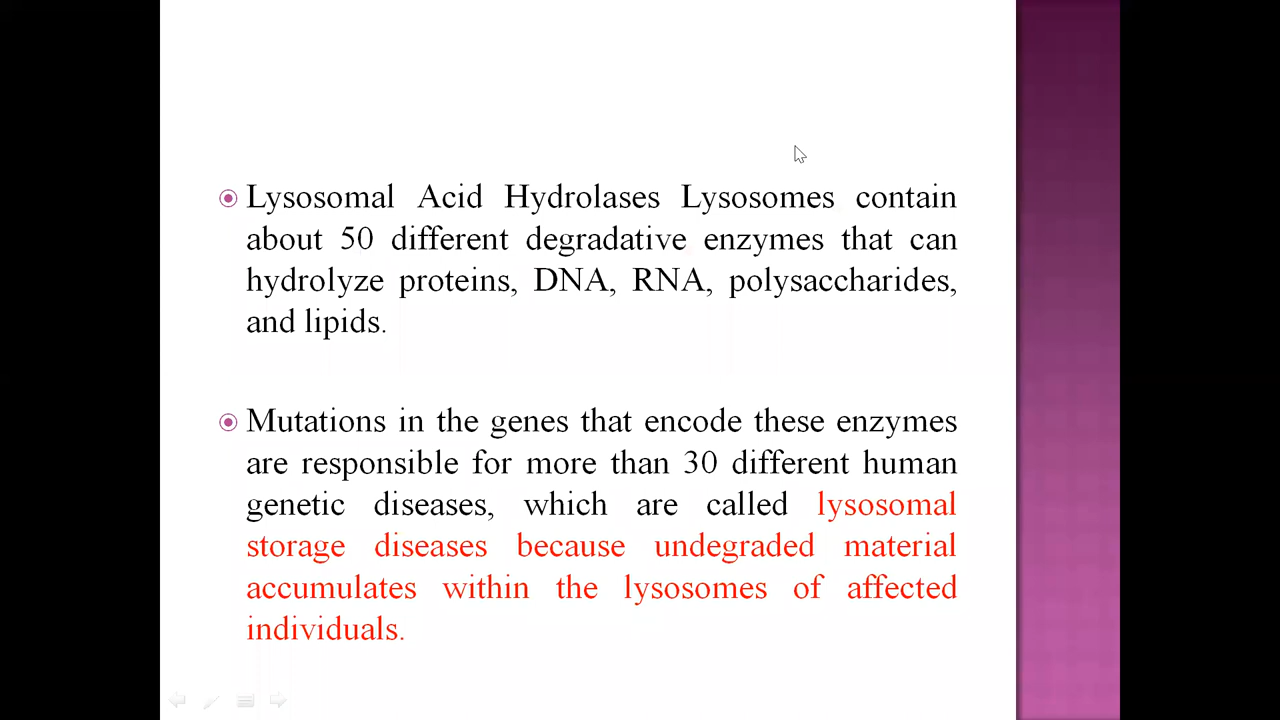 Lysosomal Acid Hydrolases Lysosomes contain
about 50 different degradative enzymes that can
hydrolyze proteins, DNA, RNA, polysaccharides,
and lipids.
Mutations in the genes that encode these enzymes
are responsible for more than 30 different human
genetic diseases, which are called lysosomal
storage diseases because undegraded material
accumulates within the lysosomes of affected
individuals.